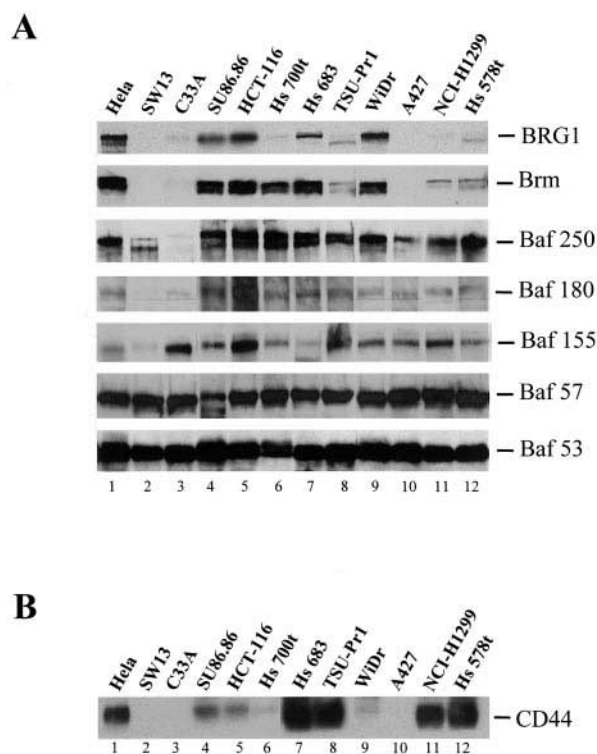 A
Hela SW13 C33A SU86.86 HCT-116 Hs 700t Hs 683 TSU-Pr1 WiDr A427 NCI-H1299 Hs 578t
BRG1
Brm
Baf 250
Baf 180
Baf 155
Baf 57
Baf 53
1 2 3 4 5 6 7 8 9 10 11 12
B
Hela SW13 C33A SU86.86 HCT-116 Hs 700t Hs 683 TSU-Pr1 WiDr A427 NCI-H1299 Hs 578t
CD44
1 2 3 4 5 6 7 8 9 10 11 12